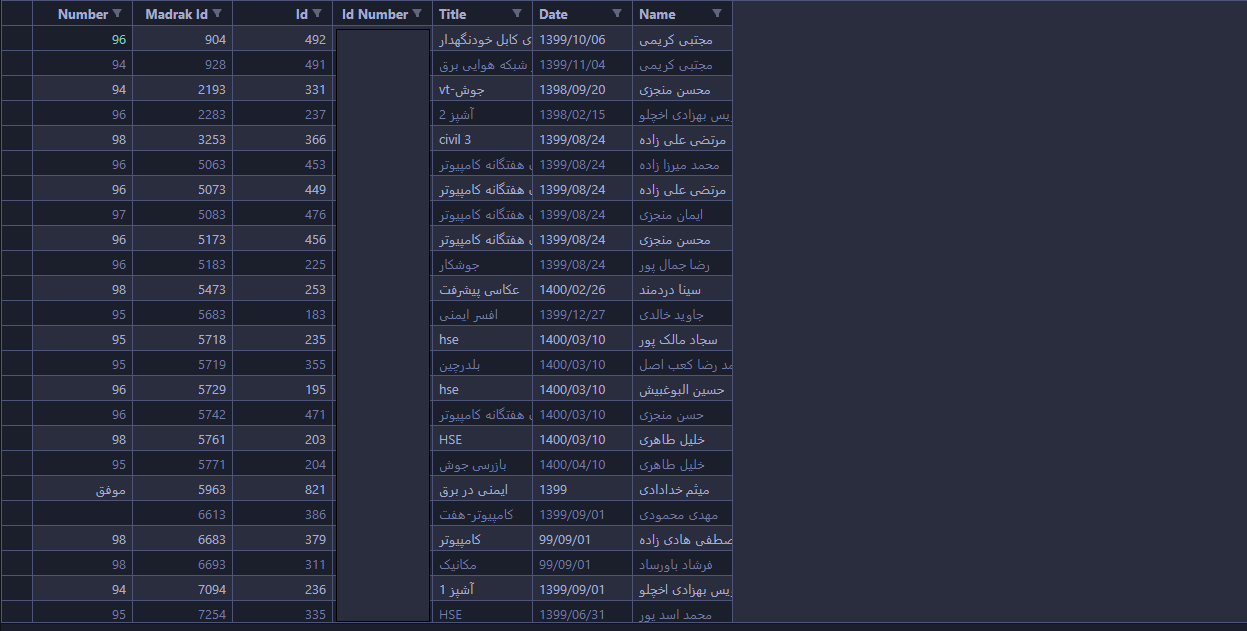 Number Madrak Id Id Id Number Title Date Name
96 904 492 ی کابل خودنگهدار 1399/10/06 مجتبی کریمی
94 928 491 شبکه هوایی برق 1399/11/04 مجتبی کریمی
94 2193 331 جوش-vt 1398/09/20 محسن منجزی
96 2283 237 آشپز 2 1398/02/15 یس بهزادی اخچلو
98 3253 366 civil 3 1399/08/24 مرتضی علی زاده
96 5063 453 هفتگانه کامپیوتر 1399/08/24 محمد میرزا زاده
96 5073 449 هفتگانه کامپیوتر 1399/08/24 مرتضی علی زاده
97 5083 476 هفتگانه کامپیوتر 1399/08/24 ایمان منجزی
96 5173 456 هفتگانه کامپیوتر 1399/08/24 محسن منجزی
96 5183 225 جوشکار 1399/08/24 رضا جمال پور
98 5473 253 عکاسی پیشرفت 1400/02/26 سینا دردمند
95 5683 183 افسر ایمنی 1399/12/27 جاوید خالدی
95 5718 235 hse 1400/03/10 سجاد مالک پور
95 5719 355 بلدرچین 1400/03/10 مد رضا کعب اصل
96 5729 195 hse 1400/03/10 حسین البوغبیش
96 5742 471 هفتگانه کامپیوتر 1400/03/10 حسن منجزی
98 5761 203 HSE 1400/03/10 خلیل طاهری
95 5771 204 بازرسی جوش 1400/04/10 خلیل طاهری
موفق 5963 821 ایمنی در برق 1399 میثم خدادادی
6613 386 کامپیوتر-هفت 1399/09/01 مهدی محمودی
98 6683 379 کامپیوتر 99/09/01 صطفی هادی زاده
98 6693 311 مکانیک 99/09/01 فرشاد باورساد
94 7094 236 آشپز 1 1399/09/01 یس بهزادی اخچلو
95 7254 335 HSE 1399/06/31 محمد اسد پور